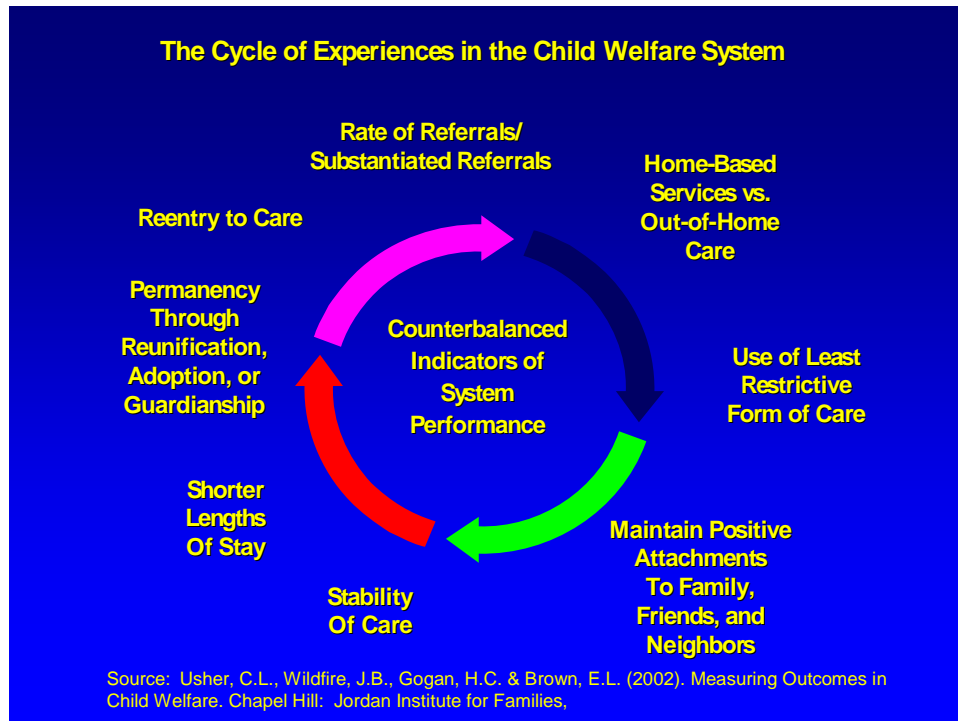 The Cycle of Experiences in the Child Welfare System
Rate of Referrals/
Substantiated Referrals
Home-Based
Services vs.
Out-of-Home
Care
Use of Least
Restrictive
Form of Care
Maintain Positive
Attachments
To Family,
Friends, and
Neighbors
Stability
Of Care
Shorter
Lengths
Of Stay
Permanency
Through
Reunification,
Adoption, or
Guardianship
Reentry to Care
Counterbalanced
Indicators of
System
Performance
Source: Usher, C.L., Wildfire, J.B., Gogan, H.C. & Brown, E.L. (2002). Measuring Outcomes in
Child Welfare. Chapel Hill: Jordan Institute for Families,